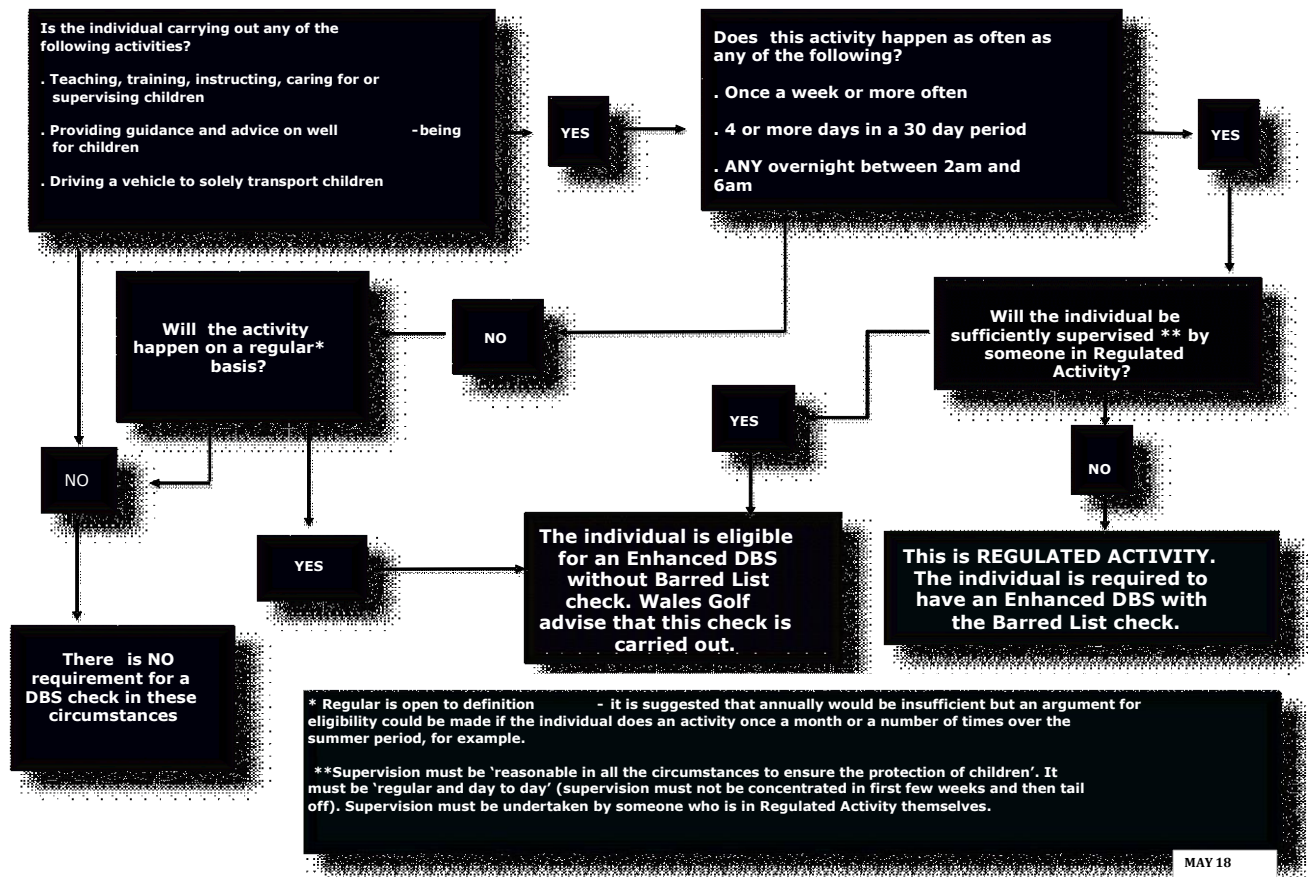 Is the individual carrying out any of the
following activities?
. Teaching, training, instructing, caring for or
supervising children
. Providing guidance and advice on well -being
for children
. Driving a vehicle to solely transport children
YES
Does this activity happen as often as
any of the following?
. Once a week or more often
. 4 or more days in a 30 day period
. ANY overnight between 2am and
6am
YES
Will the activity
happen on a regular*
basis?
NO
Will the individual be
sufficiently supervised ** by
someone in Regulated
Activity?
YES
NO
NO
YES
The individual is eligible
for an Enhanced DBS
without Barred List
check. Wales Golf
advise that this check is
carried out.
This is REGULATED ACTIVITY.
The individual is required to
have an Enhanced DBS with
the Barred List check.
There is NO
requirement for a
DBS check in these
circumstances
* Regular is open to definition - it is suggested that annually would be insufficient but an argument for
eligibility could be made if the individual does an activity once a month or a number of times over the
summer period, for example.
**Supervision must be ‘reasonable in all the circumstances to ensure the protection of children’. It
must be ‘regular and day to day’ (supervision must not be concentrated in first few weeks and then tail
off). Supervision must be undertaken by someone who is in Regulated Activity themselves.
MAY 18